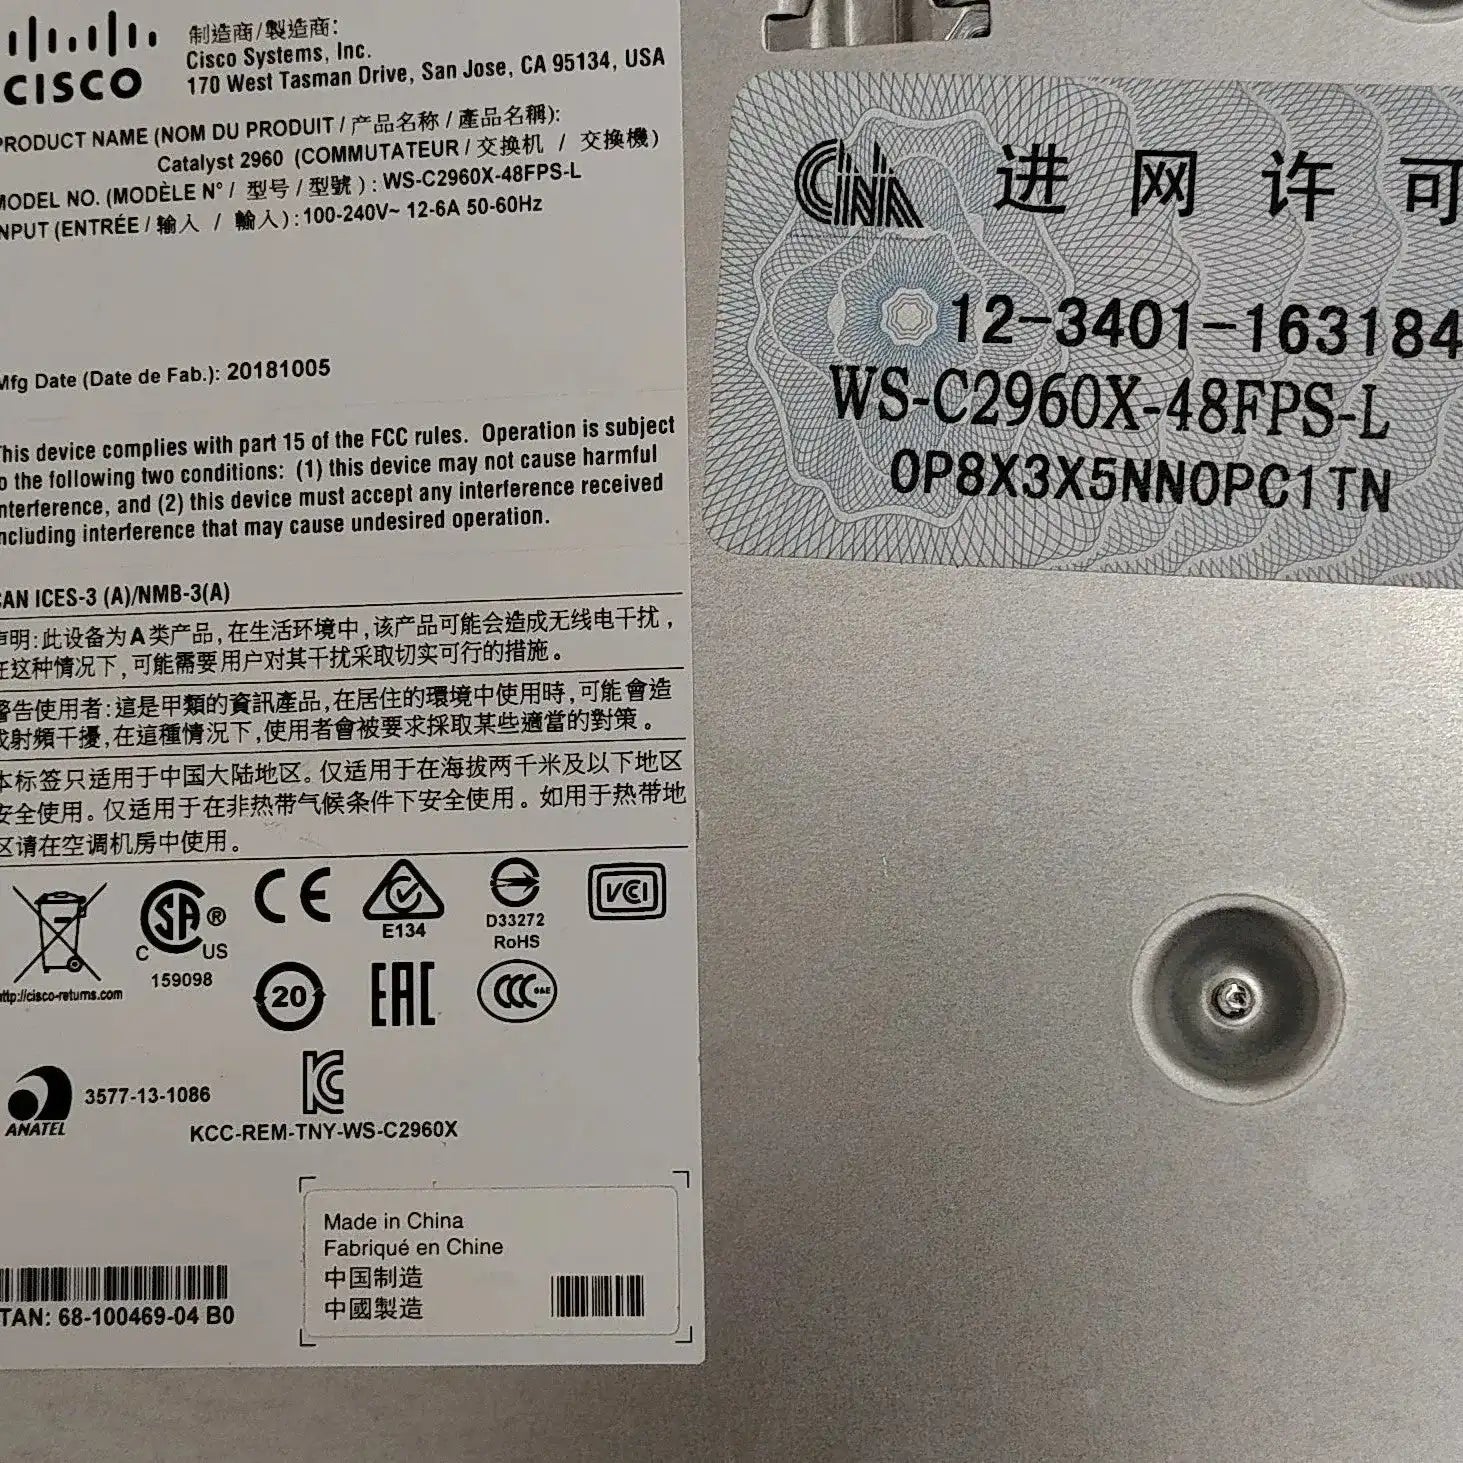 CISCO
制造商/製造商:
Cisco Systems, Inc.
170 West Tasman Drive, San Jose, CA 95134, USA
PRODUCT NAME (NOM DU PRODUIT / 产品名称 / 產品名稱):
Catalyst 2960 (COMMUTATEUR / 交换机 / 交換機)
MODEL NO. (MODÈLE N° / 型号 / 型號 ) : WS-C2960X-48FPS-L
INPUT (ENTRÉE / 输入 / 輸入) : 100-240V~ 12-6A 50-60Hz
Mfg Date (Date de Fab.): 20181005
This device complies with part 15 of the FCC rules. Operation is subject
to the following two conditions: (1) this device may not cause harmful
interference, and (2) this device must accept any interference received
including interference that may cause undesired operation.
CAN ICES-3 (A)/NMB-3(A)
声明:此设备为A类产品,在生活环境中,该产品可能会造成无线电干扰,
在这种情况下,可能需要用户对其干扰采取切实可行的措施。
警告使用者:這是甲類的資訊產品,在居住的環境中使用時,可能會造
成射頻干擾,在這種情況下,使用者會被要求採取某些適當的對策。
本标签只适用于中国大陆地区。仅适用于在海拔两千米及以下地区
安全使用。仅适用于在非热带气候条件下安全使用。如用于热带地
区请在空调机房中使用。
http://cisco-returns.com
C SA ® US
159098
CE
E134
D33272
RoHS
VCI
20
EAC
CCC S&E
ANATEL
3577-13-1086
KC
KCC-REM-TNY-WS-C2960X
Made in China
Fabriqué en Chine
中国制造
中國製造
TAN: 68-100469-04 B0
CNA 进网许可
12-3401-163184
WS-C2960X-48FPS-L
0P8X3X5NN0PC1TN